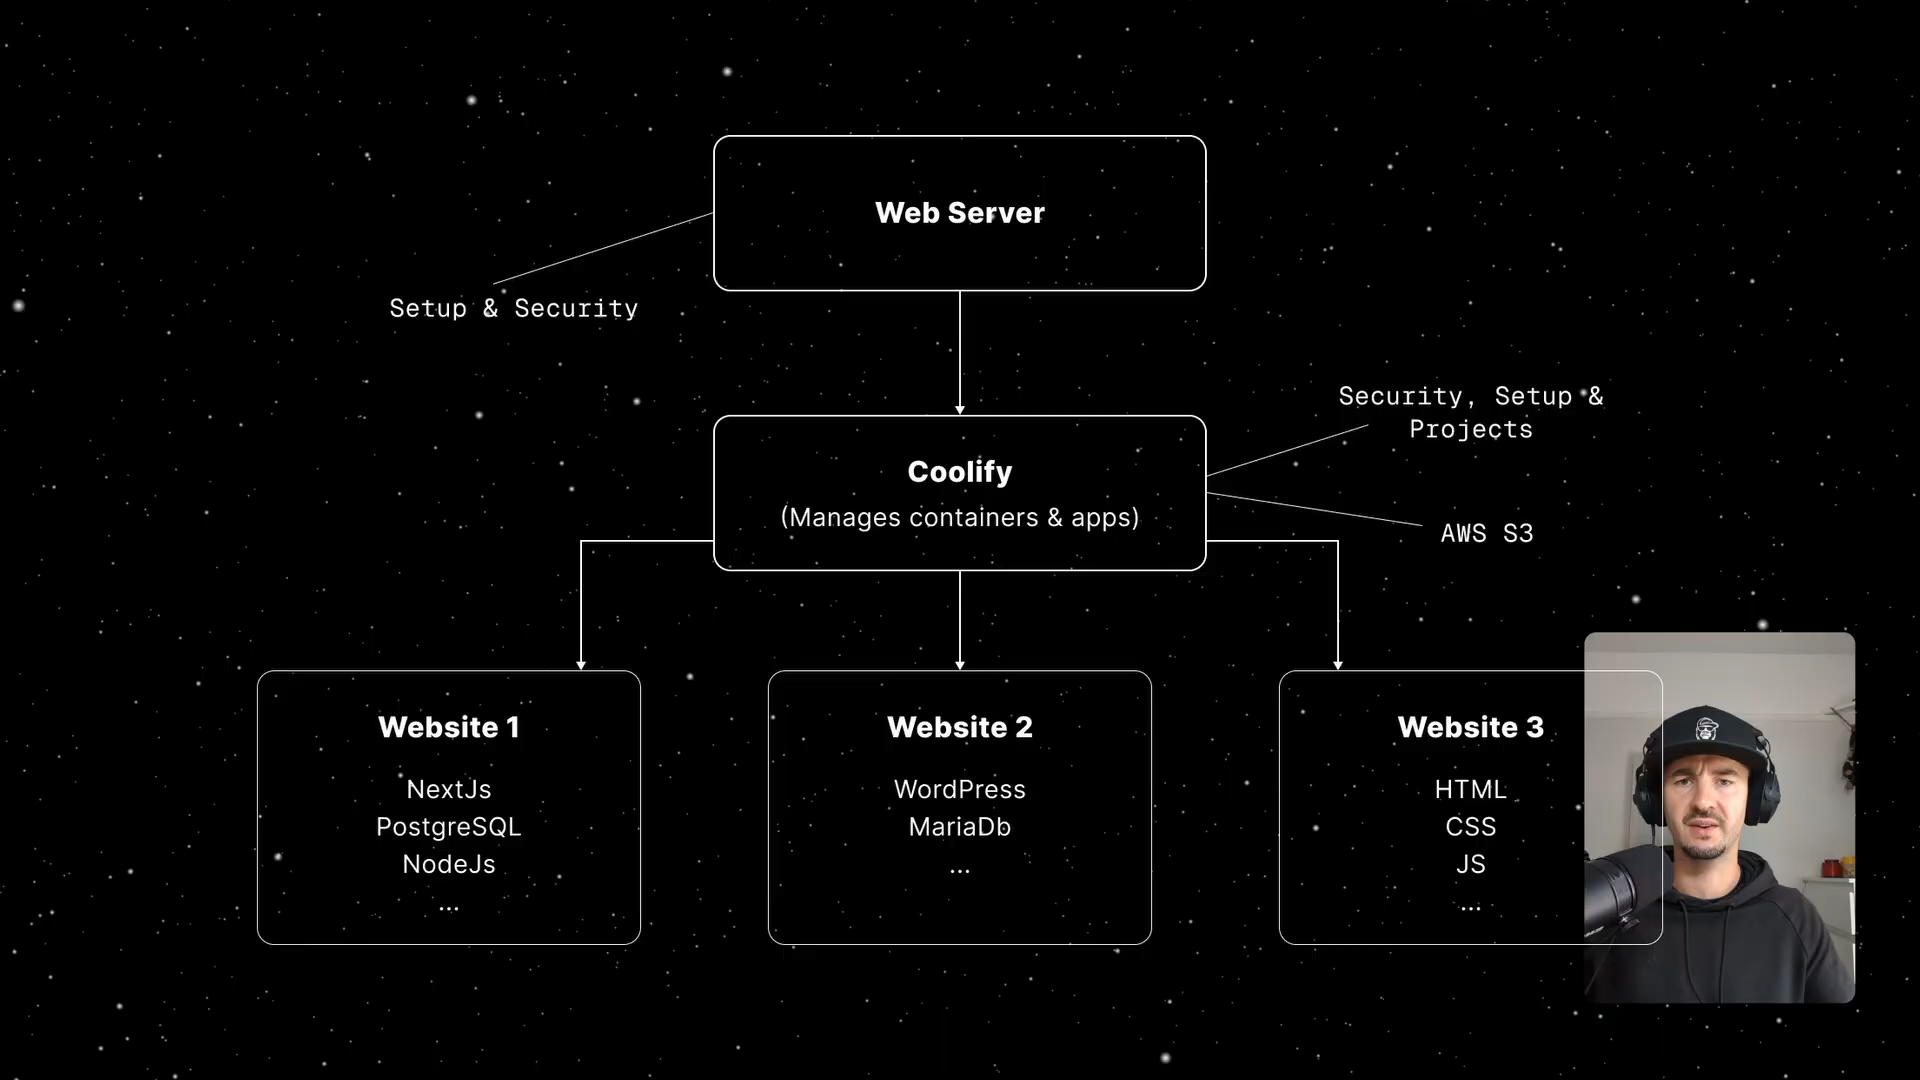 Web Server
Setup & Security
Security, Setup &
Projects
Coolify
(Manages containers & apps)
AWS S3
Website 1
NextJs
PostgreSQL
NodeJs
...
Website 2
WordPress
MariaDb
...
Website 3
HTML
CSS
JS
...